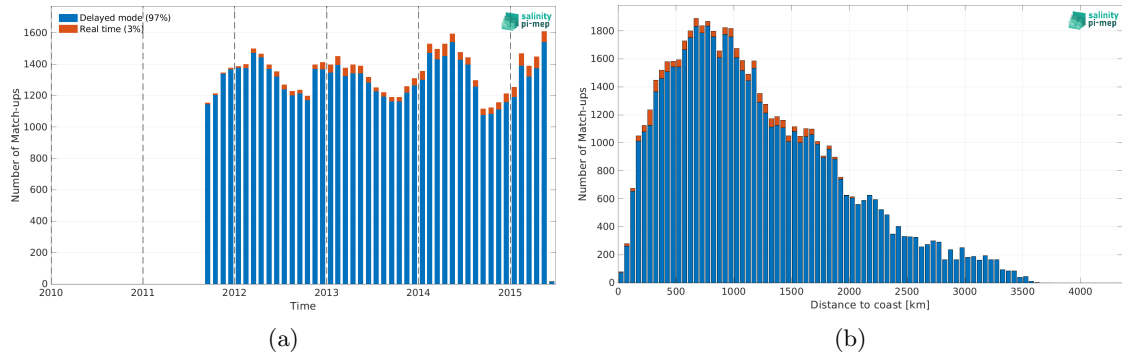 Delayed mode (97%)
Real time (3%)
salinity
pi-mep
1600
1400
1200
1000
800
600
400
200
0
Number of Match-ups
2010
2011
2012
2013
2014
2015
Time
(a)
salinity
pi-mep
1800
1600
1400
1200
1000
800
600
400
200
0
Number of Match-ups
0
500
1000
1500
2000
2500
3000
3500
4000
Distance to coast [km]
(b)